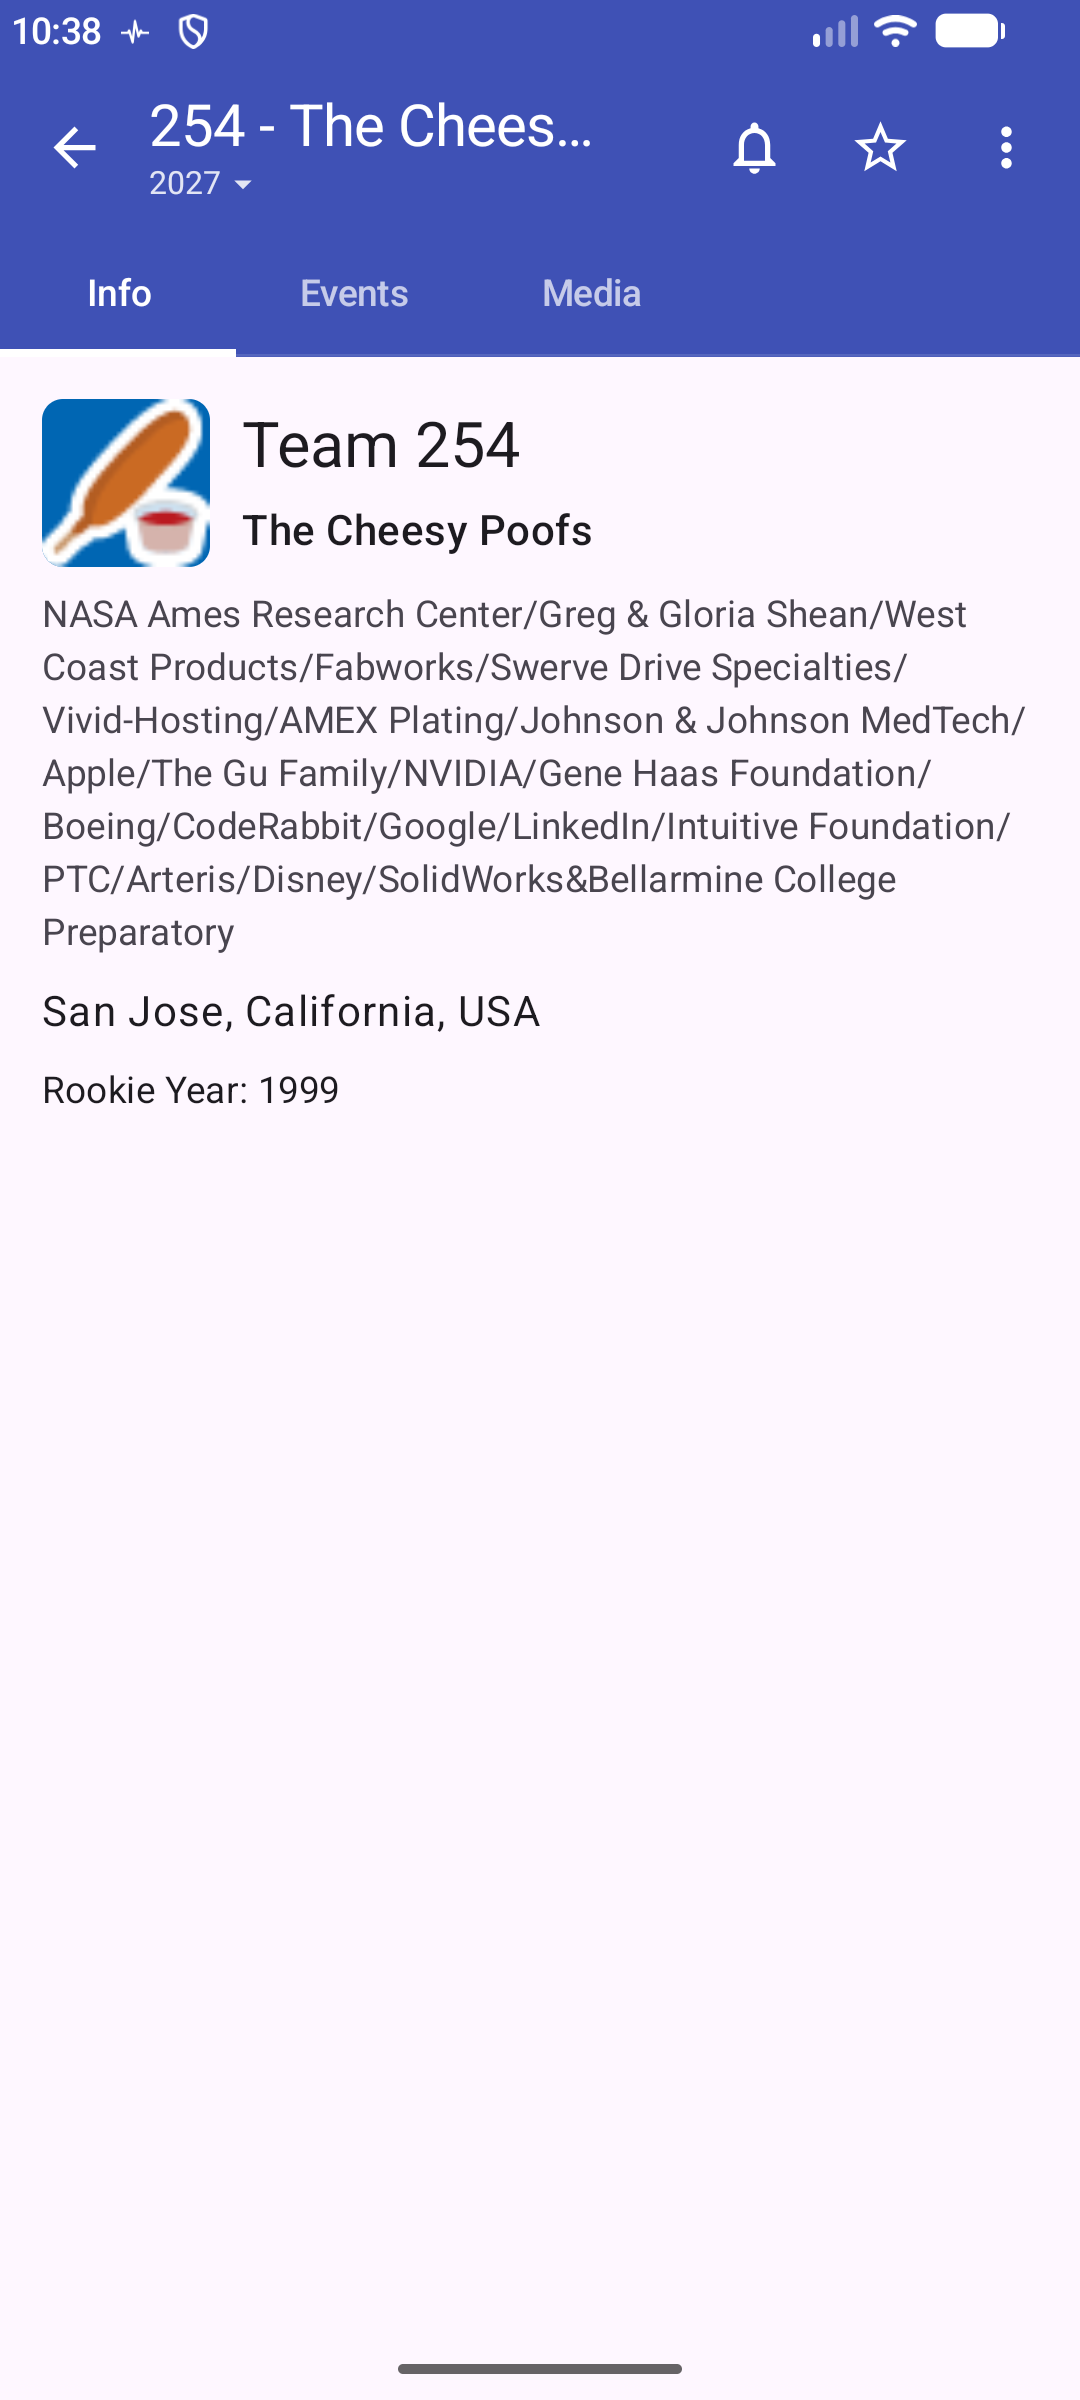 10:38
254 - The Chees...
2027
Info
Events
Media
Team 254
The Cheesy Poofs
NASA Ames Research Center/Greg & Gloria Shean/West
Coast Products/Fabworks/Swerve Drive Specialties/
Vivid-Hosting/AMEX Plating/Johnson & Johnson MedTech/
Apple/The Gu Family/NVIDIA/Gene Haas Foundation/
Boeing/CodeRabbit/Google/LinkedIn/Intuitive Foundation/
PTC/Arteris/Disney/SolidWorks&Bellarmine College
Preparatory
San Jose, California, USA
Rookie Year: 1999